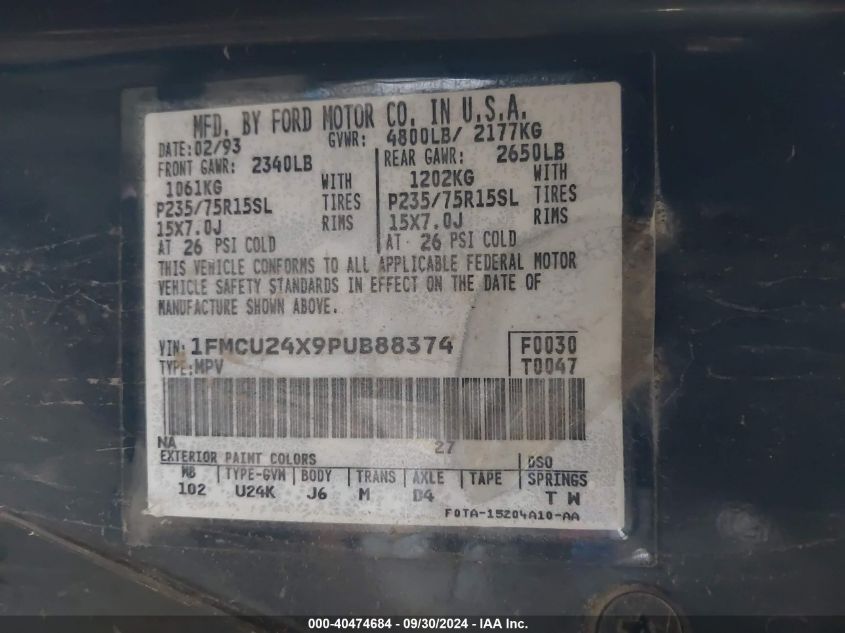 MFD. BY FORD MOTOR CO. IN U.S.A.
DATE: 02/93 GVWR: 4800LB/ 2177KG
FRONT GAWR: 2340LB REAR GAWR: 2650LB
1061KG WITH 1202KG WITH
P235/75R15SL TIRES P235/75R15SL TIRES
15X7.0J RIMS 15X7.0J RIMS
AT 26 PSI COLD AT 26 PSI COLD
THIS VEHICLE CONFORMS TO ALL APPLICABLE FEDERAL MOTOR
VEHICLE SAFETY STANDARDS IN EFFECT ON THE DATE OF
MANUFACTURE SHOWN ABOVE.
VIN: 1FMCU24X9PUB88374 F0030
TYPE: MPV T0047
NA 27
EXTERIOR PAINT COLORS DSO
WB TYPE-GVW BODY TRANS AXLE TAPE SPRINGS
102 U24K J6 M D4 T W
F0TA-15204A10-AA
000-40474684 - 09/30/2024 - IAA Inc.